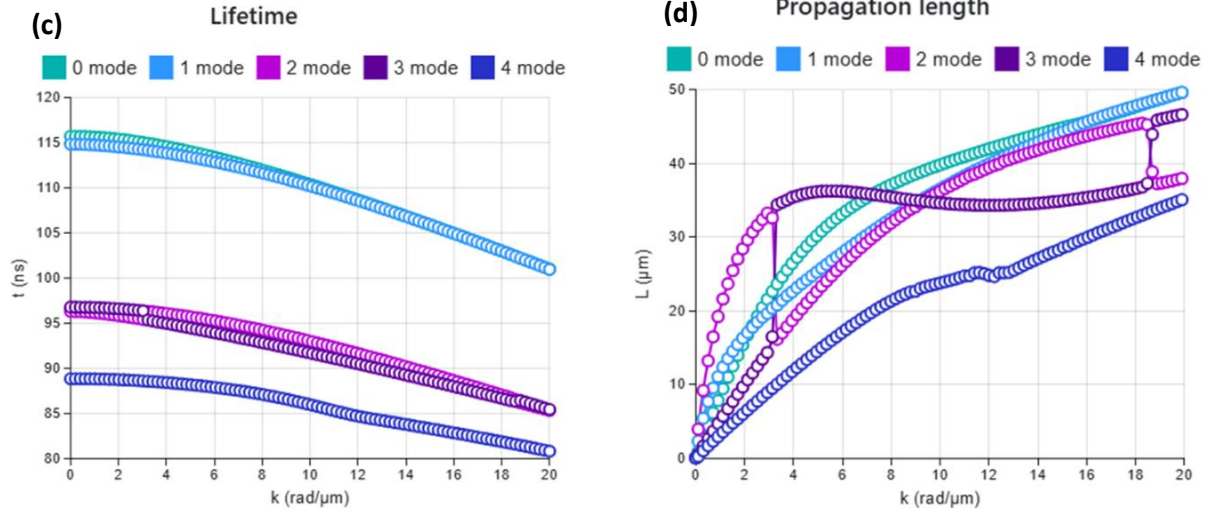 (c)
Lifetime
0 mode 1 mode 2 mode 3 mode 4 mode
120
115
110
105
100
95
90
85
80
t (ns)
0 2 4 6 8 10 12 14 16 18 20
k (rad/µm)
(d)
Propagation length
0 mode 1 mode 2 mode 3 mode 4 mode
50
40
30
20
10
0
L (µm)
0 2 4 6 8 10 12 14 16 18 20
k (rad/µm)